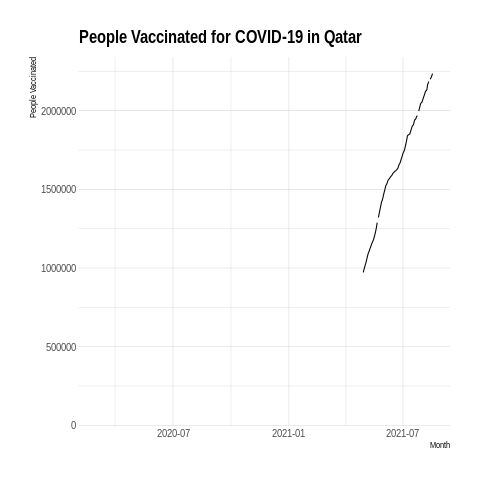 People Vaccinated for COVID-19 in Qatar
People Vaccinated
2000000
1500000
1000000
500000
0
2020-07 2021-01 2021-07
Month